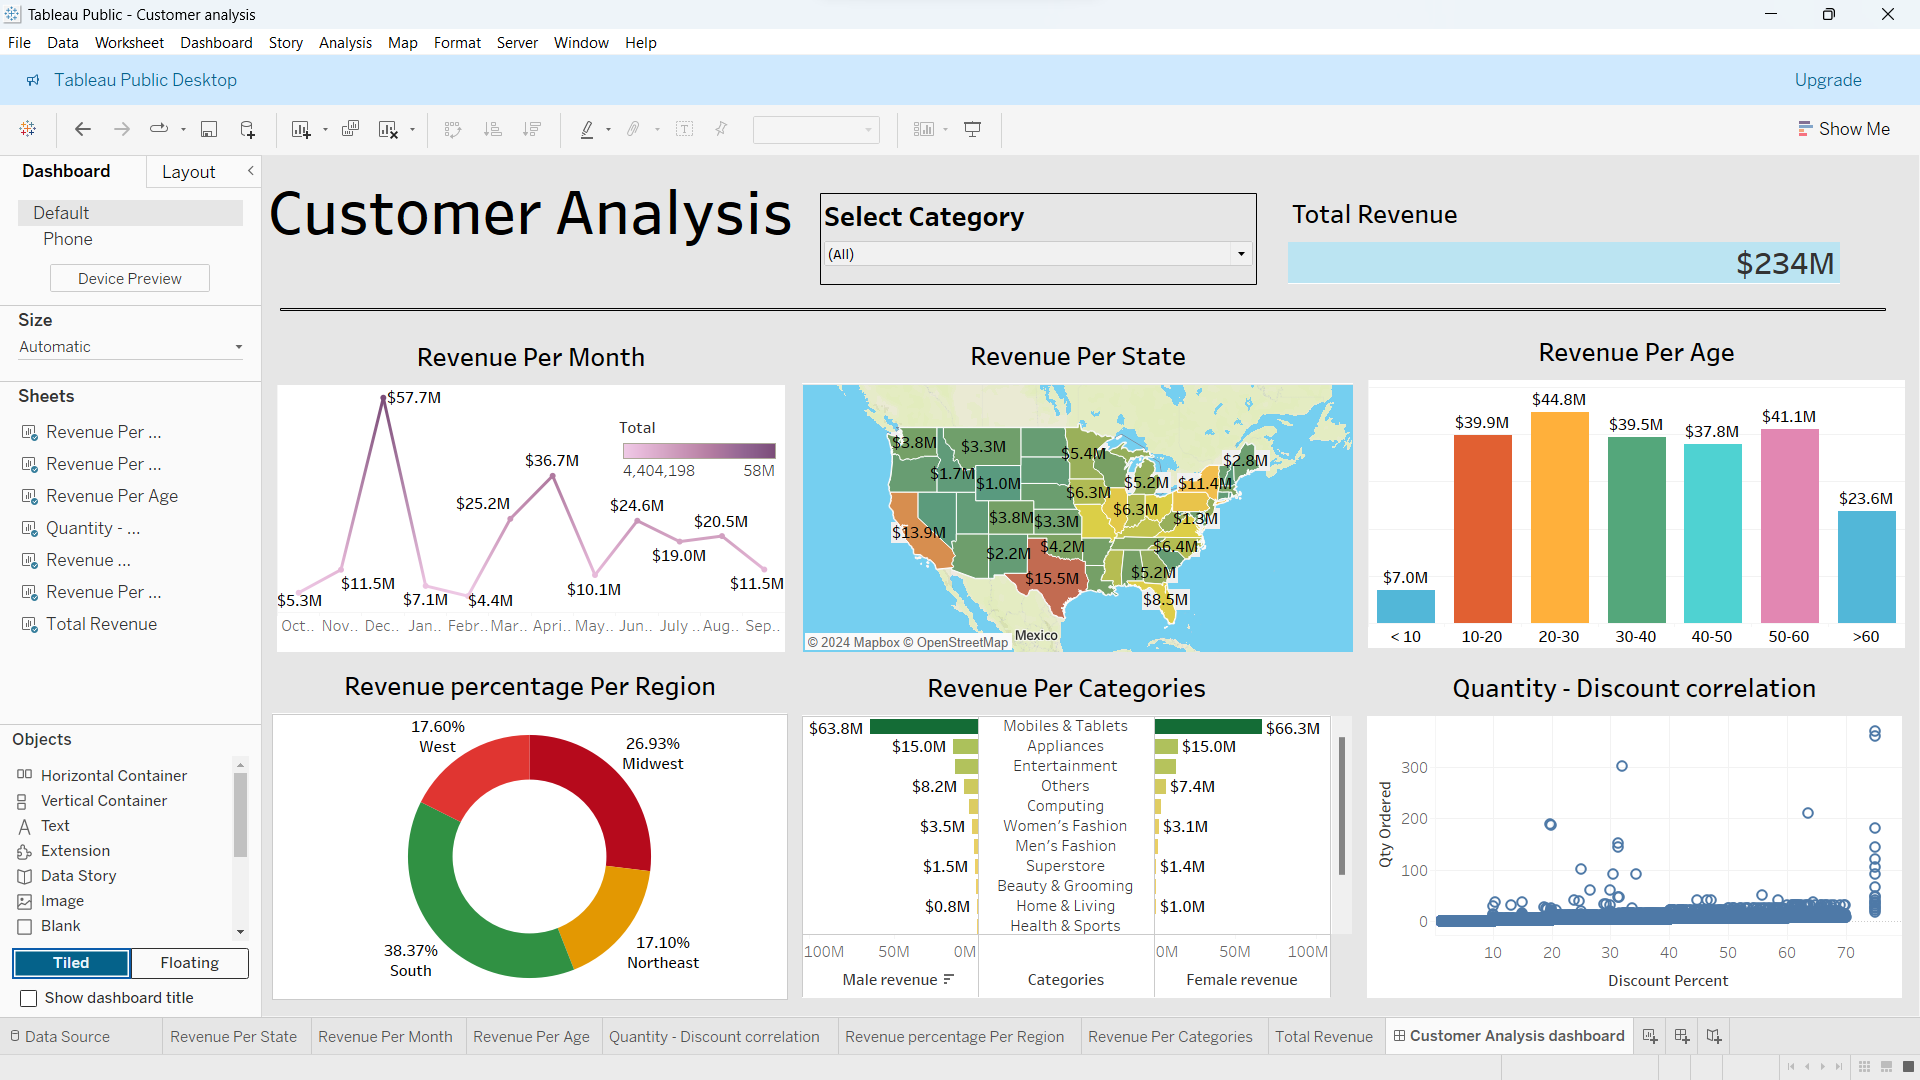 Tableau Public - Customer analysis
File Data Worksheet Dashboard Story Analysis Map Format Server Window Help
Tableau Public Desktop
Upgrade
Show Me
Dashboard
Layout
Default
Phone
Device Preview
Size
Automatic
Sheets
Revenue Per ...
Revenue Per ...
Revenue Per Age
Quantity - ...
Revenue ...
Revenue Per ...
Total Revenue
Objects
Horizontal Container
Vertical Container
Text
Extension
Data Story
Image
Blank
Tiled
Floating
Show dashboard title
Customer Analysis
Select Category
(All)
Total Revenue
$234M
Revenue Per Month
$57.7M
Total
4,404,198 58M
$36.7M
$25.2M
$24.6M
$20.5M
$19.0M
$11.5M
$10.1M
$11.5M
$5.3M
$7.1M
$4.4M
Oct.. Nov.. Dec.. Jan.. Febr.. Mar.. Apri.. May.. Jun.. July .. Aug.. Sep..
Revenue Per State
$3.8M
$3.3M
$5.4M
$2.8M
$1.7M
$1.0M
$6.3M
$5.2M
$11.4M
$6.3M
$13.9M
$3.8M
$3.3M
$1.3M
$2.2M
$4.2M
$6.4M
$15.5M
$5.2M
$8.5M
Mexico
© 2024 Mapbox © OpenStreetMap
Revenue Per Age
$7.0M
$39.9M
$44.8M
$39.5M
$37.8M
$41.1M
$23.6M
< 10 10-20 20-30 30-40 40-50 50-60 >60
Revenue percentage Per Region
17.60%
West
26.93%
Midwest
38.37%
South
17.10%
Northeast
Revenue Per Categories
$63.8M Mobiles & Tablets $66.3M
$15.0M Appliances $15.0M
Entertainment
$8.2M Others $7.4M
Computing
$3.5M Women's Fashion $3.1M
Men's Fashion
$1.5M Superstore $1.4M
Beauty & Grooming
$0.8M Home & Living $1.0M
Health & Sports
100M 50M 0M 0M 50M 100M
Male revenue Categories Female revenue
Quantity - Discount correlation
Qty Ordered
300
200
100
0
10 20 30 40 50 60 70
Discount Percent
Data Source
Revenue Per State
Revenue Per Month
Revenue Per Age
Quantity - Discount correlation
Revenue percentage Per Region
Revenue Per Categories
Total Revenue
Customer Analysis dashboard